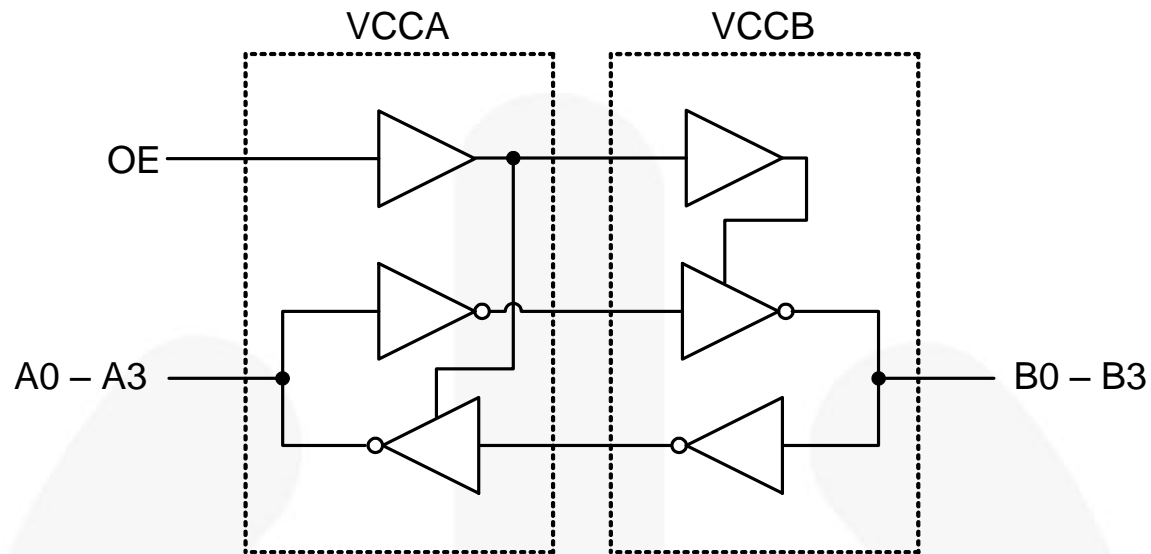 VCCA
VCCB
OE
A0 – A3
B0 – B3